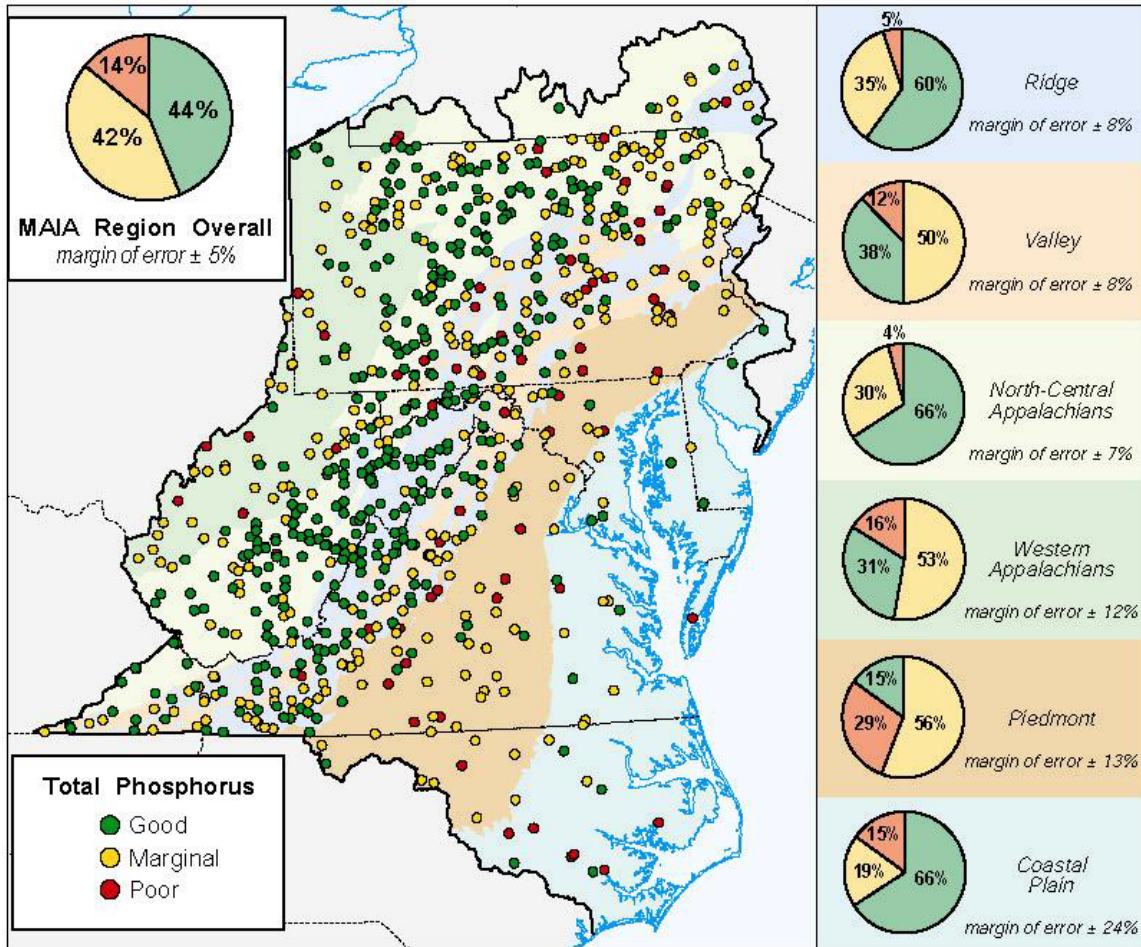 14%
44%
42%
MAIA Region Overall
margin of error ± 5%
Total Phosphorus
Good
Marginal
Poor
5%
35%
60%
Ridge
margin of error ± 8%
12%
38%
50%
Valley
margin of error ± 8%
4%
30%
66%
North-Central
Appalachians
margin of error ± 7%
16%
31%
53%
Western
Appalachians
margin of error ± 12%
15%
29%
56%
Piedmont
margin of error ± 13%
15%
19%
66%
Coastal
Plain
margin of error ± 24%